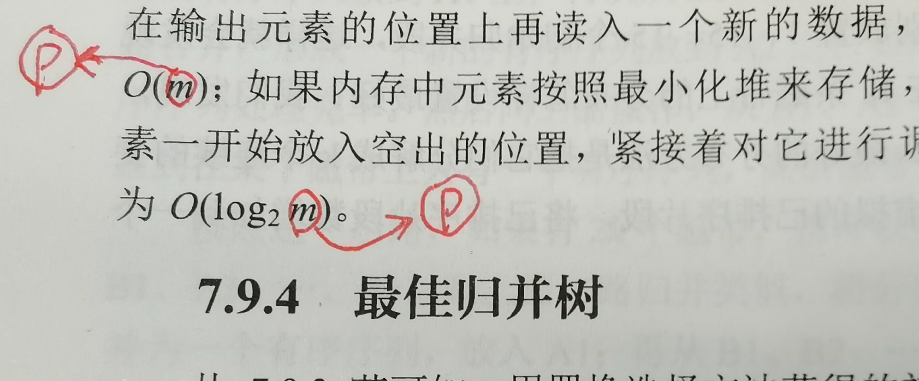 在输出元素的位置上再读入一个新的数据，
P
O(m)；如果内存中元素按照最小化堆来存储，
素一开始放入空出的位置，紧接着对它进行调
为 O(log₂ m)。
P
7.9.4 最佳归并树